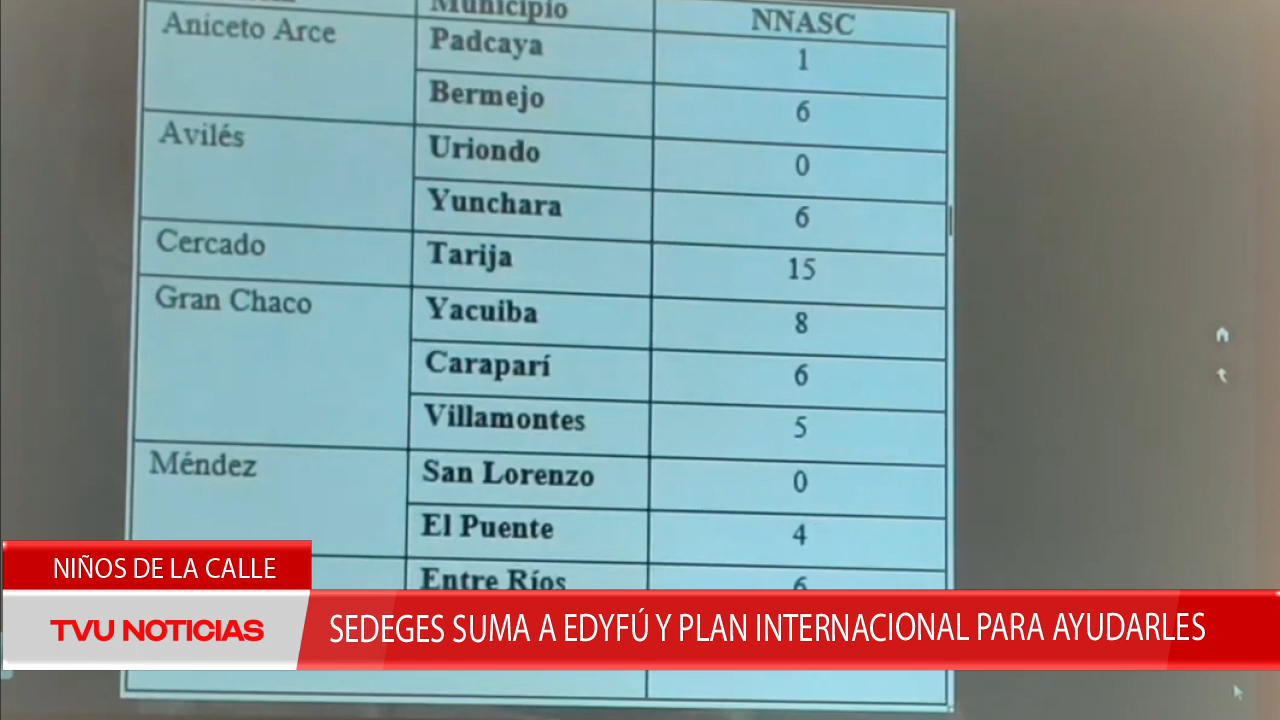 Municipio NNASC
Aniceto Arce Padcaya 1
Bermejo 6
Avilés Uriondo 0
Yunchara 6
Cercado Tarija 15
Gran Chaco Yacuiba 8
Caraparí 6
Villamontes 5
Méndez San Lorenzo 0
El Puente 4
Entre Ríos 6
NIÑOS DE LA CALLE
TVU NOTICIAS
SEDEGES SUMA A EDYFÚ Y PLAN INTERNACIONAL PARA AYUDARLES